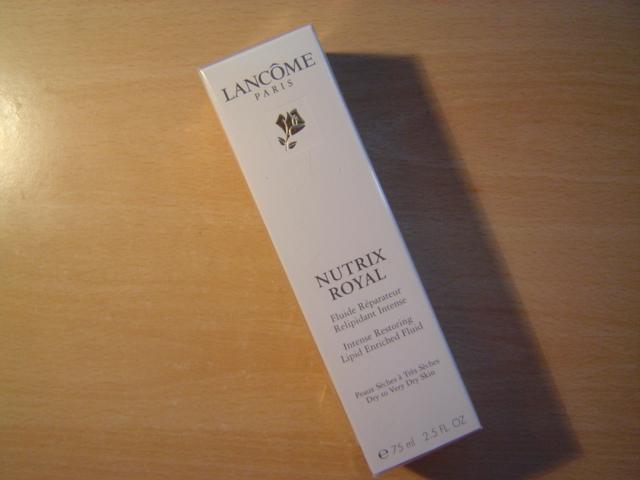 LANCÔME
PARIS
NUTRIX
ROYAL
Fluide Réparateur
Relipidant Intense
Intense Restoring
Lipid Enriched Fluid
Peaux Sèches à Très Sèches
Dry to Very Dry Skin
℮ 75 ml 2.5 FL OZ